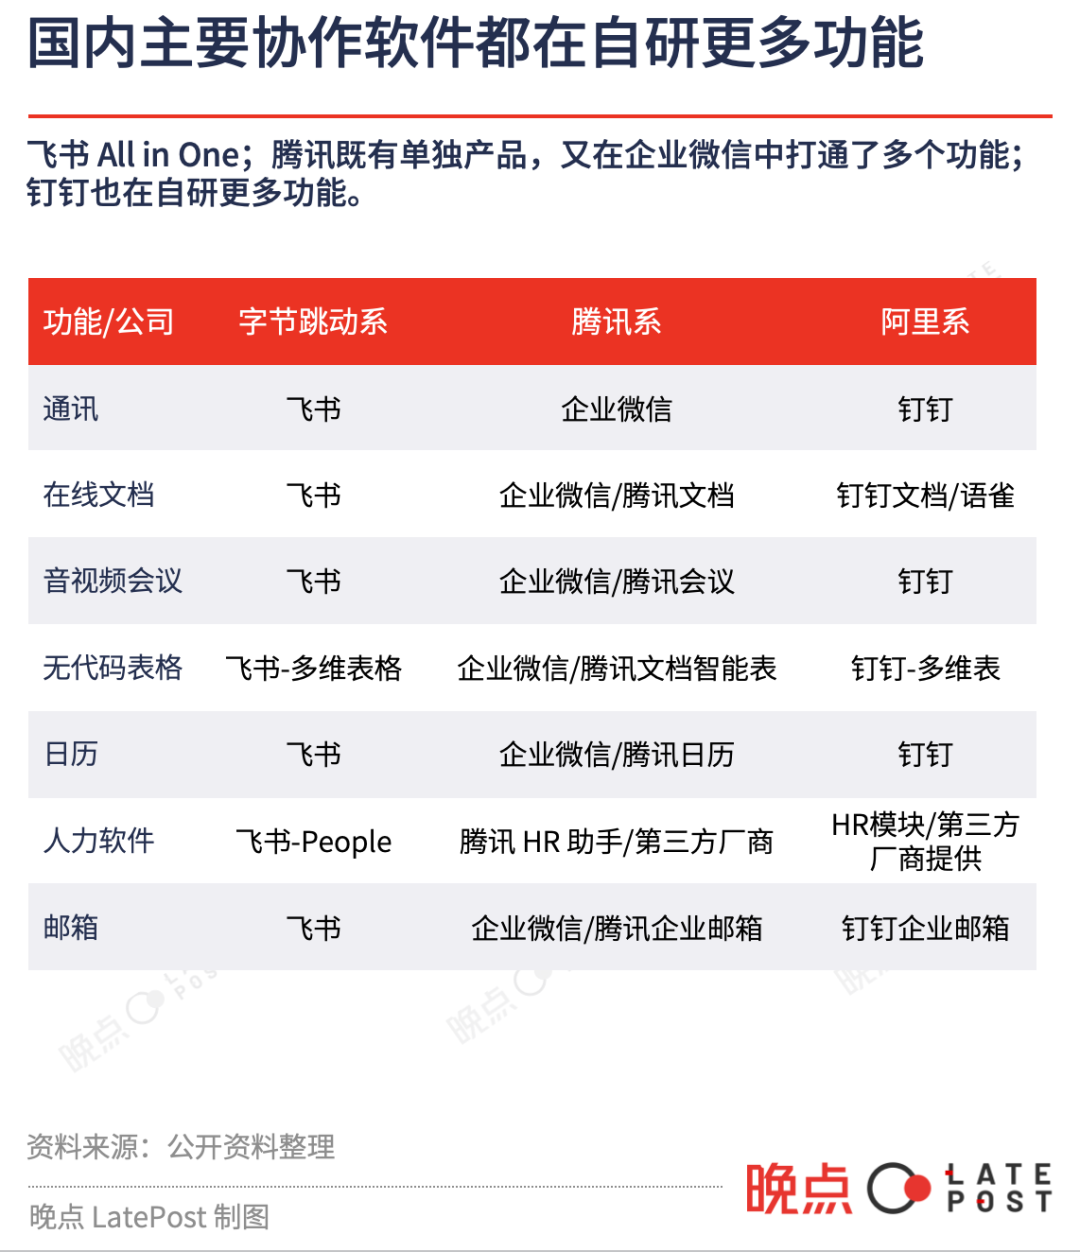 国内主要协作软件都在自研更多功能
飞书 All in One；腾讯既有单独产品，又在企业微信中打通了多个功能；
钉钉也在自研更多功能。
功能/公司 字节跳动系 腾讯系 阿里系
通讯 飞书 企业微信 钉钉
在线文档 飞书 企业微信/腾讯文档 钉钉文档/语雀
音视频会议 飞书 企业微信/腾讯会议 钉钉
无代码表格 飞书-多维表格 企业微信/腾讯文档智能表 钉钉-多维表
日历 飞书 企业微信/腾讯日历 钉钉
人力软件 飞书-People 腾讯 HR 助手/第三方厂商 HR模块/第三方
厂商提供
邮箱 飞书 企业微信/腾讯企业邮箱 钉钉企业邮箱
晚点
POS
晚点
资料来源：公开资料整理
晚点 LatePost 制图
晚点 LATE
POST